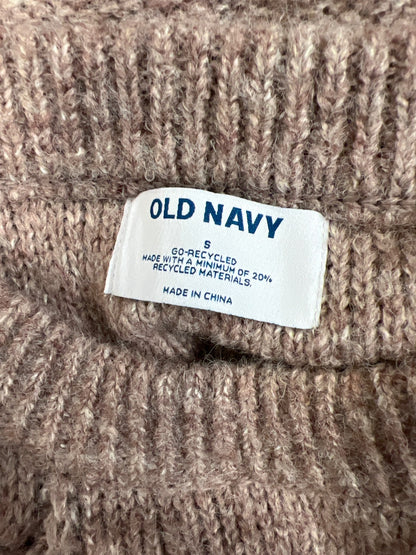 OLD NAVY
S
GO-RECYCLED
MADE WITH A MINIMUM OF 20%
RECYCLED MATERIALS.
MADE IN CHINA